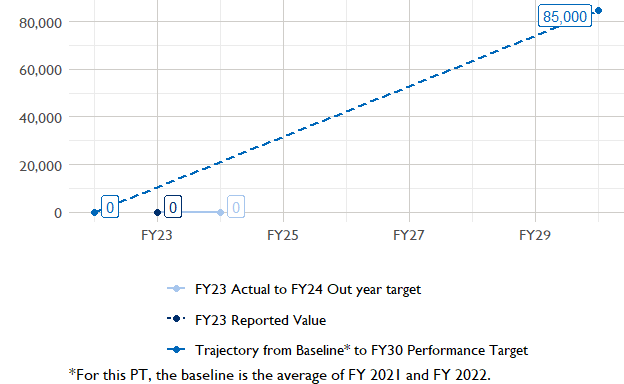 80,000
85,000
60,000
40,000
20,000
0
0
0
0
FY23
FY25
FY27
FY29
FY23 Actual to FY24 Out year target
FY23 Reported Value
Trajectory from Baseline* to FY30 Performance Target
*For this PT, the baseline is the average of FY 2021 and FY 2022.